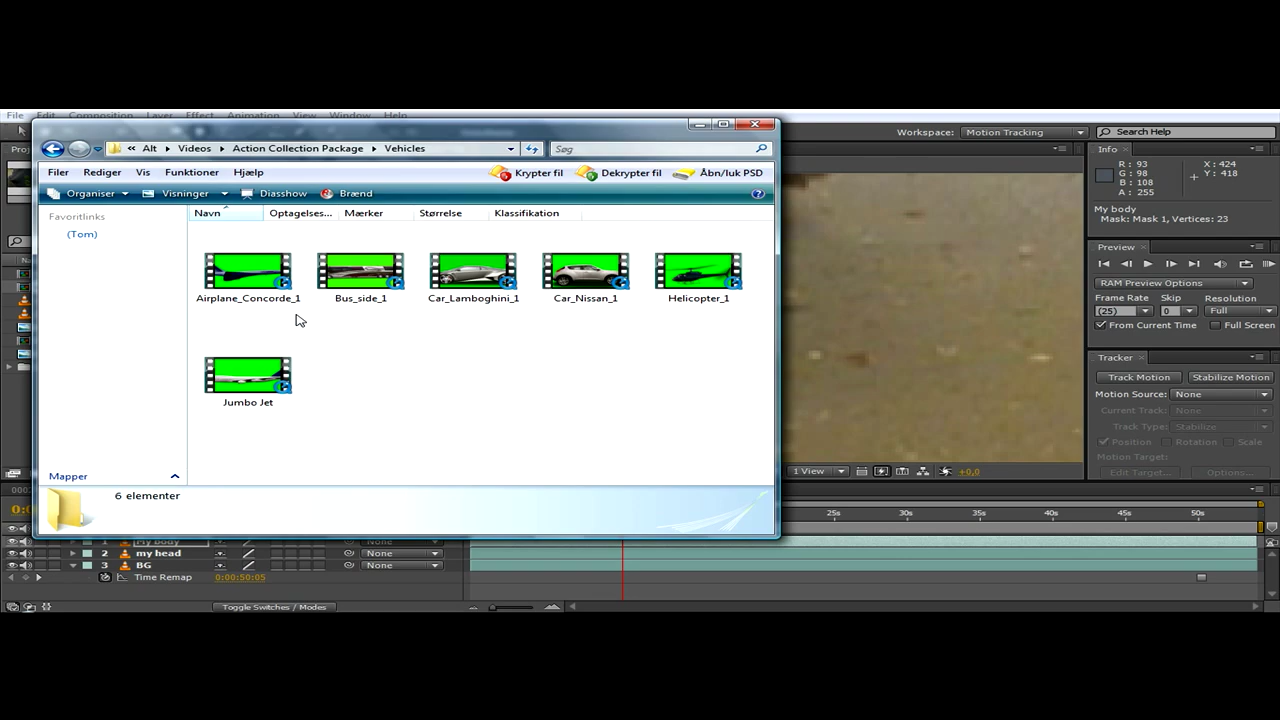 File Edit Composition Layer Effect Animation View Window Help
Alt Videos Action Collection Package Vehicles
Søg
Workspace: Motion Tracking
Search Help
Filer Rediger Vis Funktioner Hjælp
Krypter fil Dekrypter fil Åbn/luk PSD
Organiser Visninger Diasshow Brænd
Favoritlinks
(Tom)
Navn Optagelses... Mærker Størrelse Klassifikation
Airplane_Concorde_1 Bus_side_1 Car_Lamboghini_1 Car_Nissan_1 Helicopter_1
Jumbo Jet
Mapper
6 elementer
Info
R: 93
G: 98
B: 108
A: 255
X: 424
Y: 418
My body
Mask: Mask 1, Vertices: 23
Preview
RAM Preview Options
Frame Rate Skip Resolution
(25) 0 Full
From Current Time Full Screen
Tracker
Track Motion Stabilize Motion
Motion Source: None
Current Track: None
Track Type: Stabilize
Position Rotation Scale
Motion Target:
Edit Target... Options...
1 View +0,0
25s 30s 35s 40s 45s 50s
1 My body None
2 my head None
3 BG None
Time Remap 0:00:50:05
Toggle Switches / Modes